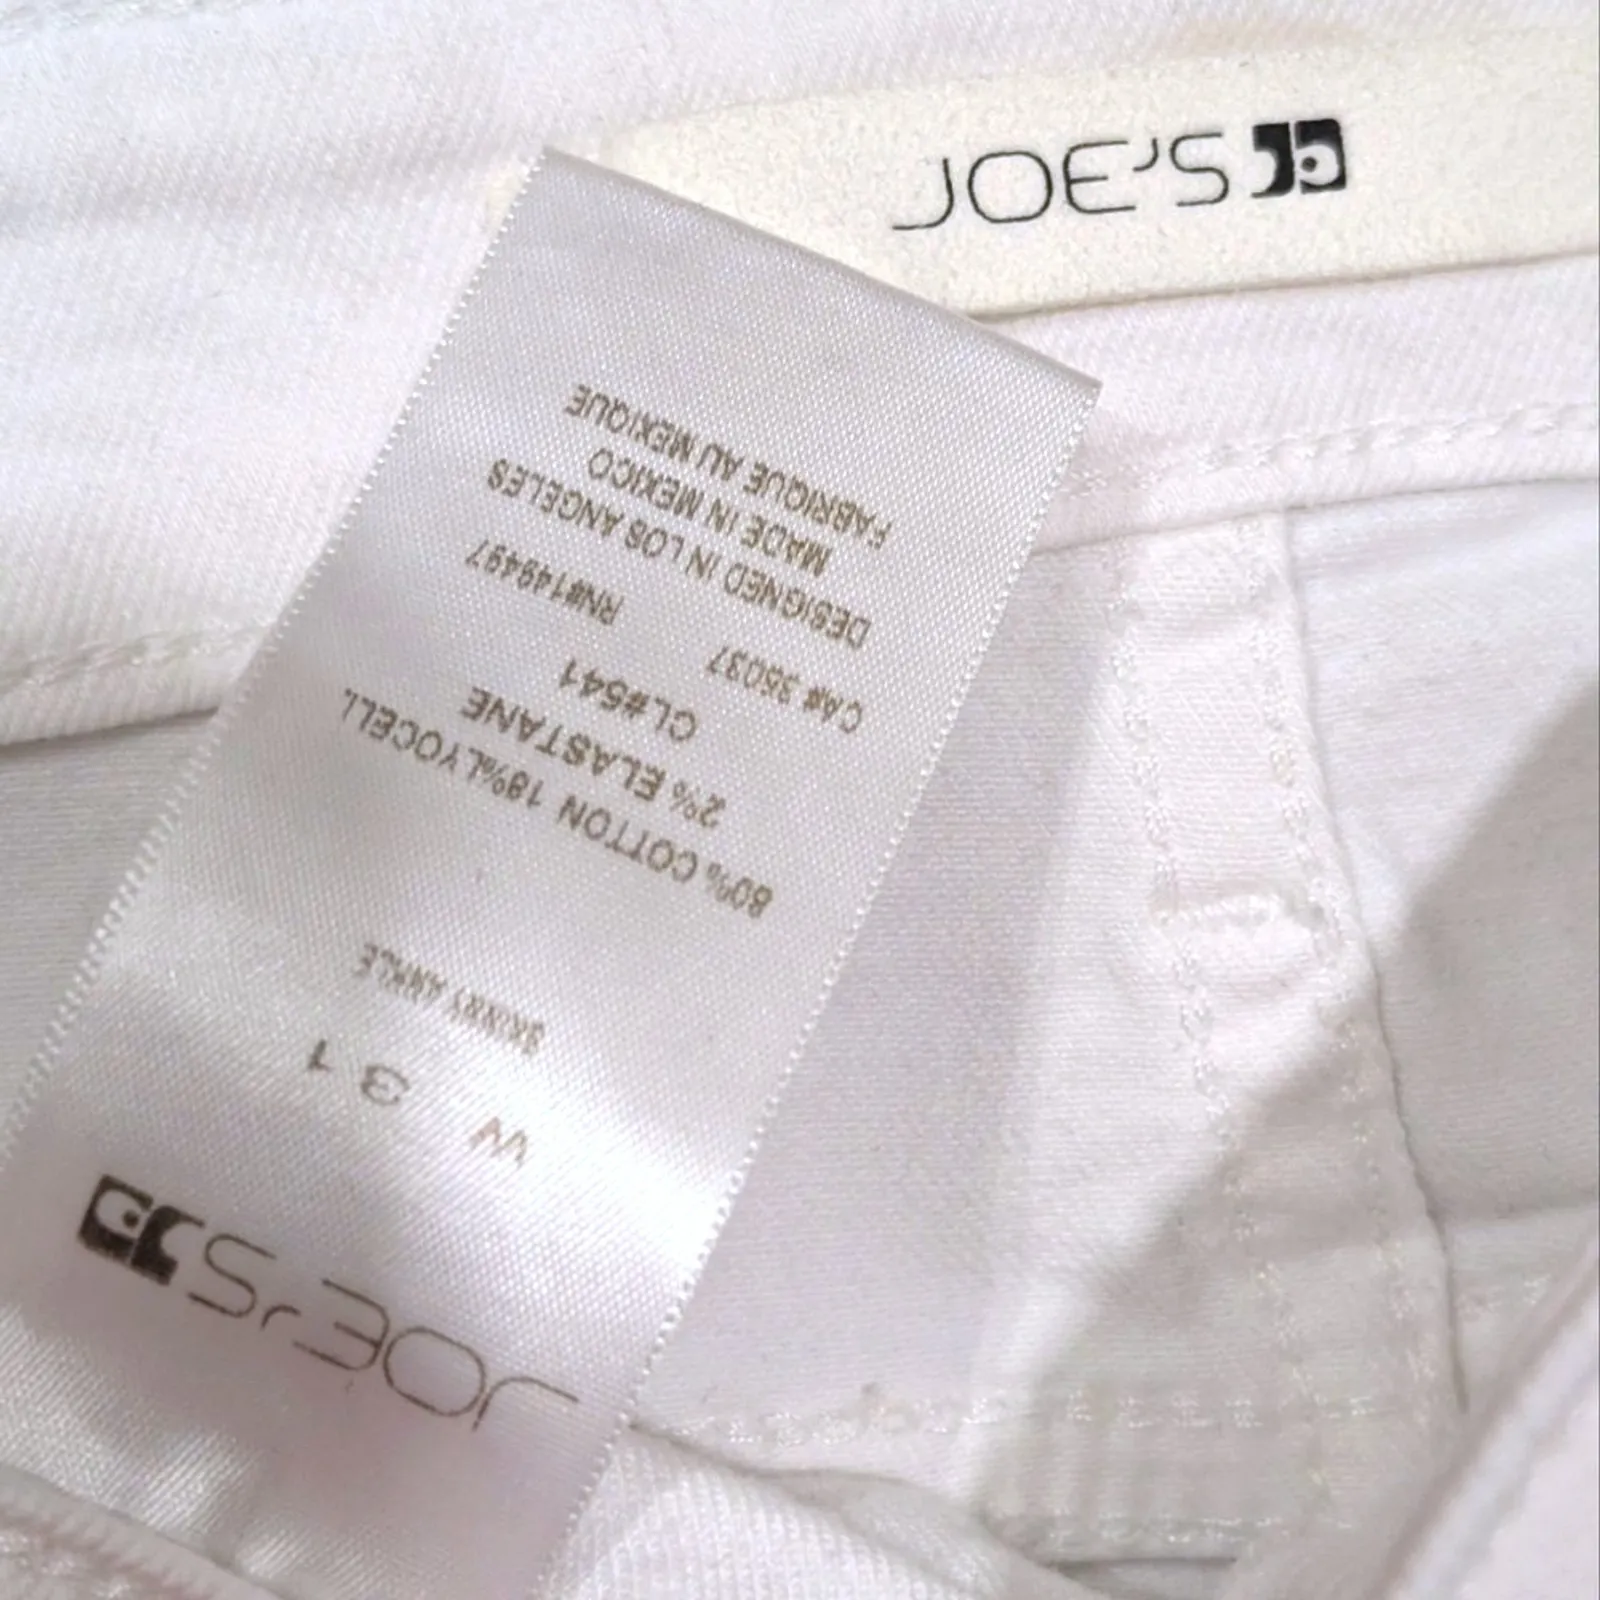 JOE'S
JOE'S
W 31
SKINNY ANKLE
80% COTTON 18%LYOCELL
2% ELASTANE
CL#541
CA# 35037 RN#149497
DESIGNED IN LOS ANGELES
MADE IN MEXICO
FABRIQUE AU MEXIQUE